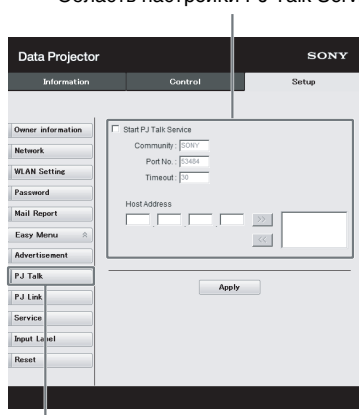 Область настройки PJ Talk Serv
Data Projector
SONY
Information
Control
Setup
Owner information
Network
WLAN Setting
Password
Mail Report
Easy Menu
Advertisement
PJ Talk
PJ Link
Service
Input Label
Reset
Start PJ Talk Service
Community : SONY
Port No. : 53484
Timeout : 30
Host Address
. . .
>>
<<
Apply